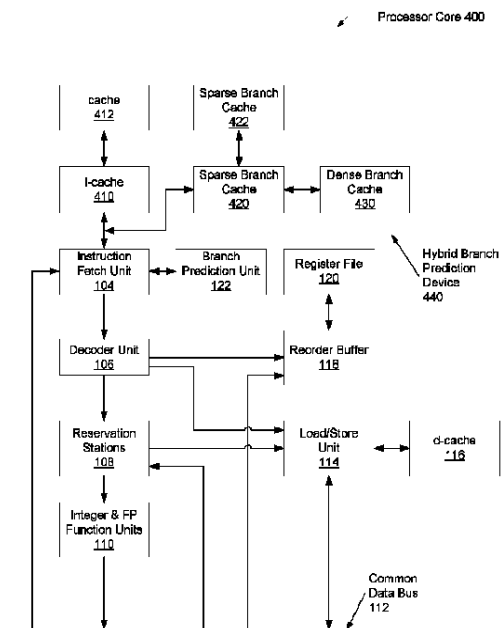 Processor Core 400
cache
412
Sparse Branch
Cache
422
I-cache
410
Sparse Branch
Cache
420
Dense Branch
Cache
430
Instruction
Fetch Unit
104
Branch
Prediction Unit
122
Register File
120
Hybrid Branch
Prediction
Device
440
Decoder Unit
106
Reorder Buffer
118
Reservation
Stations
108
Load/Store
Unit
114
d-cache
116
Integer & FP
Function Units
110
Common
Data Bus
112